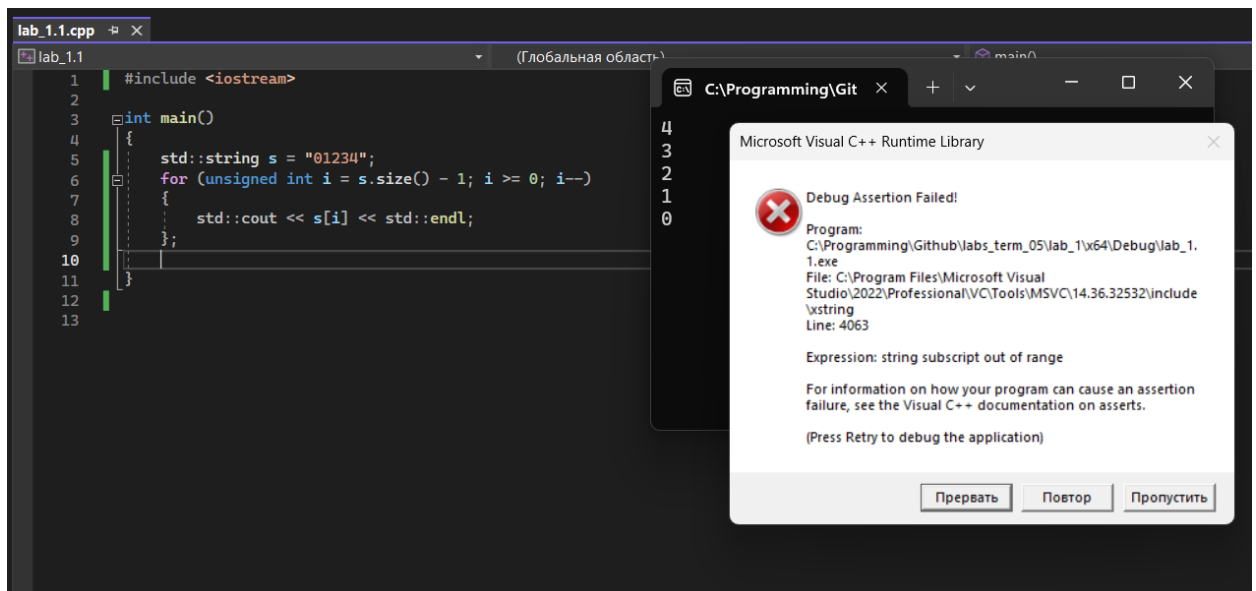 lab_1.1.cpp
lab_1.1
(Глобальная область)
main()
1 #include <iostream>
2
3 int main()
4 {
5 std::string s = "01234";
6 for (unsigned int i = s.size() - 1; i >= 0; i--)
7 {
8 std::cout << s[i] << std::endl;
9 };
10
11 }
12
13
C:\Programming\Git
4
3
2
1
0
Microsoft Visual C++ Runtime Library
Debug Assertion Failed!
Program:
C:\Programming\Github\labs_term_05\lab_1\x64\Debug\lab_1.
1.exe
File: C:\Program Files\Microsoft Visual
Studio\2022\Professional\VC\Tools\MSVC\14.36.32532\include
\xstring
Line: 4063
Expression: string subscript out of range
For information on how your program can cause an assertion
failure, see the Visual C++ documentation on asserts.
(Press Retry to debug the application)
Прервать
Повтор
Пропустить